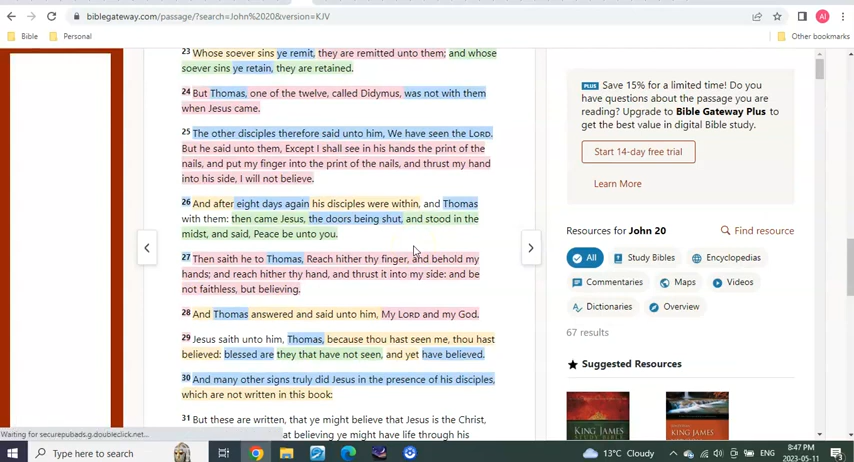 biblegateway.com/passage/?search=John%2020&version=KJV
AI
Bible
Personal
Other bookmarks
23 Whose soever sins ye remit, they are remitted unto them; and whose
soever sins ye retain, they are retained.
24 But Thomas, one of the twelve, called Didymus, was not with them
when Jesus came.
25 The other disciples therefore said unto him, We have seen the LORD.
But he said unto them, Except I shall see in his hands the print of the
nails, and put my finger into the print of the nails, and thrust my hand
into his side, I will not believe.
26 And after eight days again his disciples were within, and Thomas
with them: then came Jesus, the doors being shut, and stood in the
midst, and said, Peace be unto you.
27 Then saith he to Thomas, Reach hither thy finger, and behold my
hands; and reach hither thy hand, and thrust it into my side: and be
not faithless, but believing.
28 And Thomas answered and said unto him, My LORD and my God.
29 Jesus saith unto him, Thomas, because thou hast seen me, thou hast
believed: blessed are they that have not seen, and yet have believed.
30 And many other signs truly did Jesus in the presence of his disciples,
which are not written in this book:
31 But these are written, that ye might believe that Jesus is the Christ,
at believing ye might have life through his
Waiting for securepubads.g.doubleclick.net...
PLUS Save 15% for a limited time! Do you
have questions about the passage you are
reading? Upgrade to Bible Gateway Plus to
get the best value in digital Bible study.
Start 14-day free trial
Learn More
Resources for John 20
Find resource
All
Study Bibles
Encyclopedias
Commentaries
Maps
Videos
Dictionaries
Overview
67 results
Suggested Resources
KING JAMES
KING JAMES
Type here to search
13°C Cloudy
ENG
8:47 PM
2023-05-11